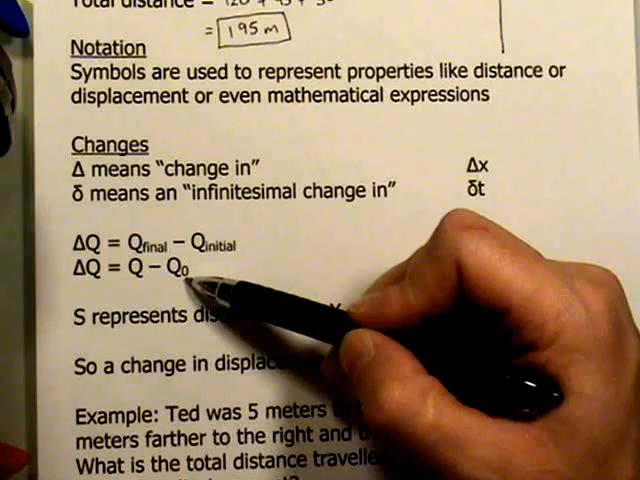 Total distance = 120 + 45 + 30
= 195 m
Notation
Symbols are used to represent properties like distance or
displacement or even mathematical expressions
Changes
Δ means “change in” Δx
δ means an “infinitesimal change in” δt
ΔQ = Qfinal – Qinitial
ΔQ = Q – Q0
S represents
So a change in
Example: Ted was 5 meters
meters farther to the right and
What is the total distance